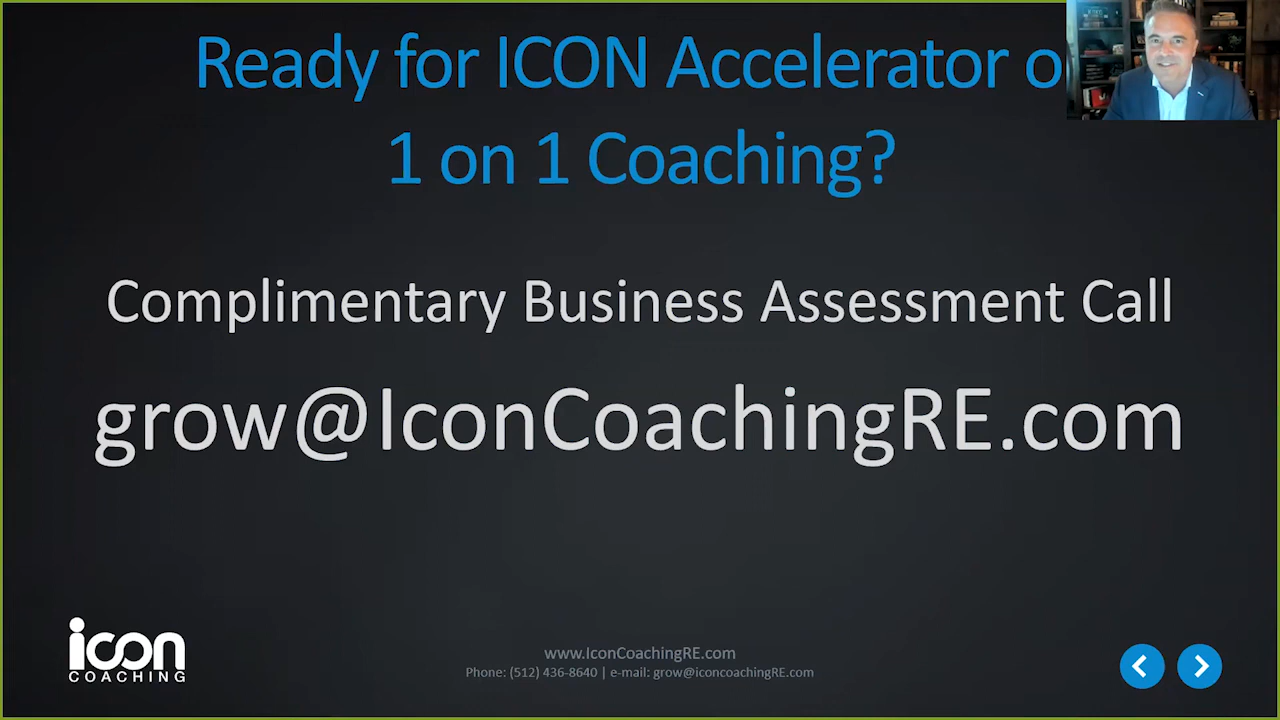 Ready for ICON Accelerator o
1 on 1 Coaching?
Complimentary Business Assessment Call
grow@IconCoachingRE.com
icon
COACHING
www.IconCoachingRE.com
Phone: (512) 436-8640 | e-mail: grow@iconcoachingRE.com